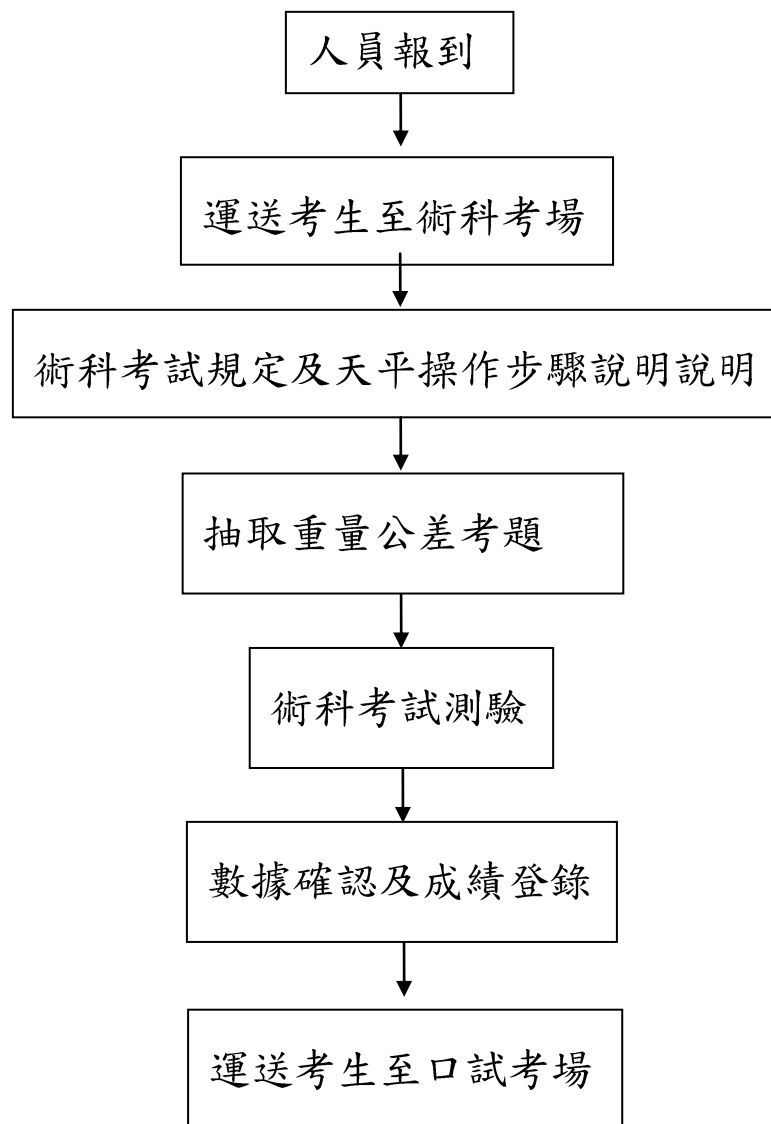 人員報到
運送考生至術科考場
術科考試規定及天平操作步驟說明說明
抽取重量公差考題
術科考試測驗
數據確認及成績登錄
運送考生至口試考場